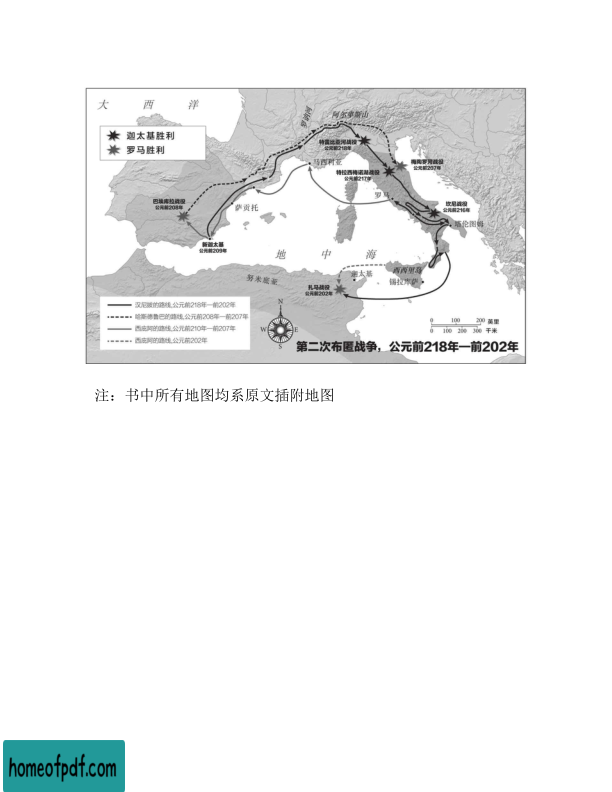 大 西 洋
迦太基胜利
罗马胜利
阿尔卑斯山
特雷比亚河战役
公元前218年
梅陶罗河战役
公元前207年
马西利亚
特拉西梅诺湖战役
公元前217年
罗马
巴埃库拉战役
公元前208年
萨贡托
坎尼战役
公元前216年
塔伦图姆
新迦太基
公元前209年
地 中 海
努米底亚
迦太基
西西里岛
锡拉库萨
扎马战役
公元前202年
汉尼拔的路线,公元前218年—前202年
哈斯德鲁巴的路线,公元前208年—前207年
西庇阿的路线,公元前210年—前207年
西庇阿的路线,公元前202年
N
W E
S
0 100 200 英里
0 100 200 300 千米
第二次布匿战争，公元前218年—前202年
注：书中所有地图均系原文插附地图
homeofpdf.com